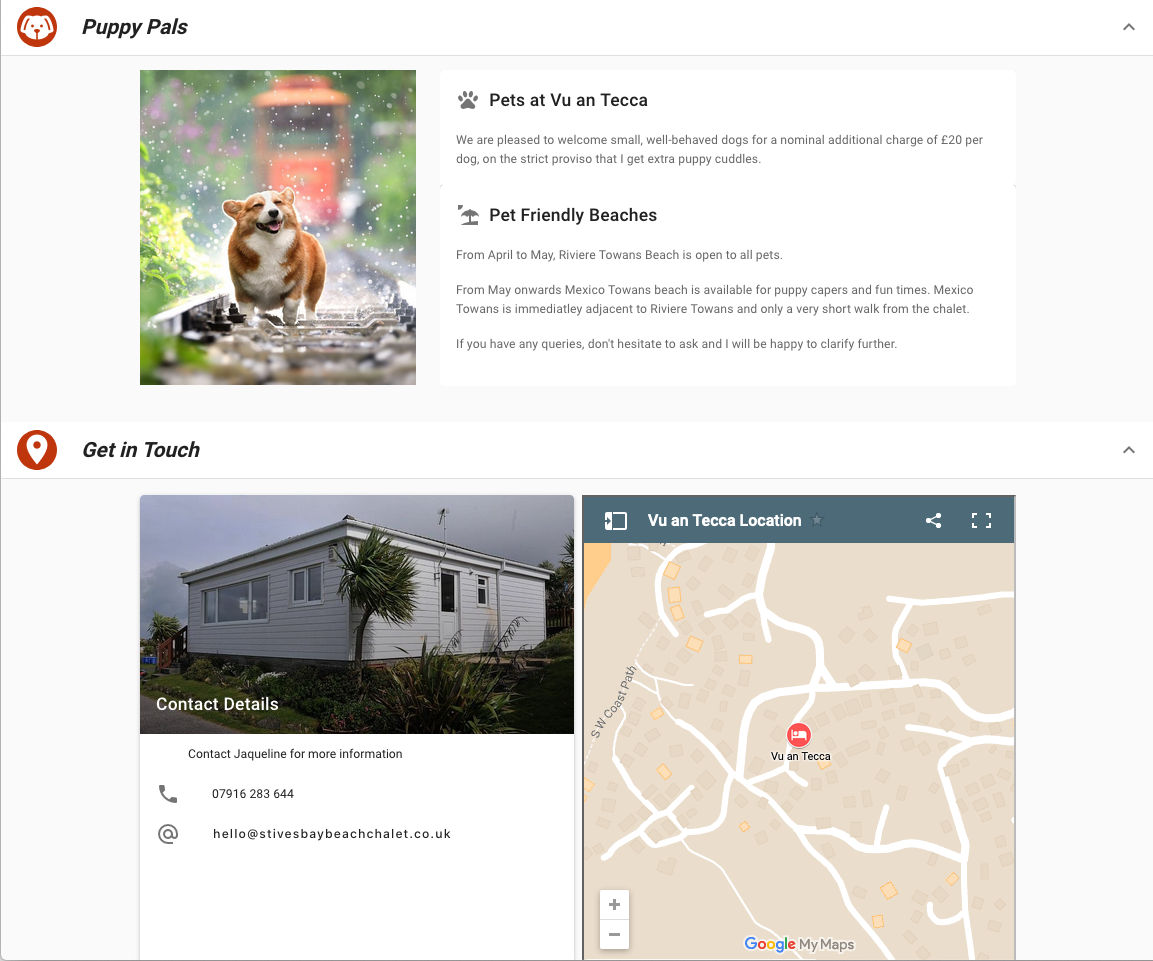 Puppy Pals
Pets at Vu an Tecca
We are pleased to welcome small, well-behaved dogs for a nominal additional charge of £20 per
dog, on the strict proviso that I get extra puppy cuddles.
Pet Friendly Beaches
From April to May, Riviere Towans Beach is open to all pets.
From May onwards Mexico Towans beach is available for puppy capers and fun times. Mexico
Towans is immediatley adjacent to Riviere Towans and only a very short walk from the chalet.
If you have any queries, don't hesitate to ask and I will be happy to clarify further.
Get in Touch
Contact Details
Contact Jaqueline for more information
07916 283 644
hello@stivesbaybeachchalet.co.uk
Vu an Tecca Location
S W Coast Path
Vu an Tecca
+
−
Google My Maps